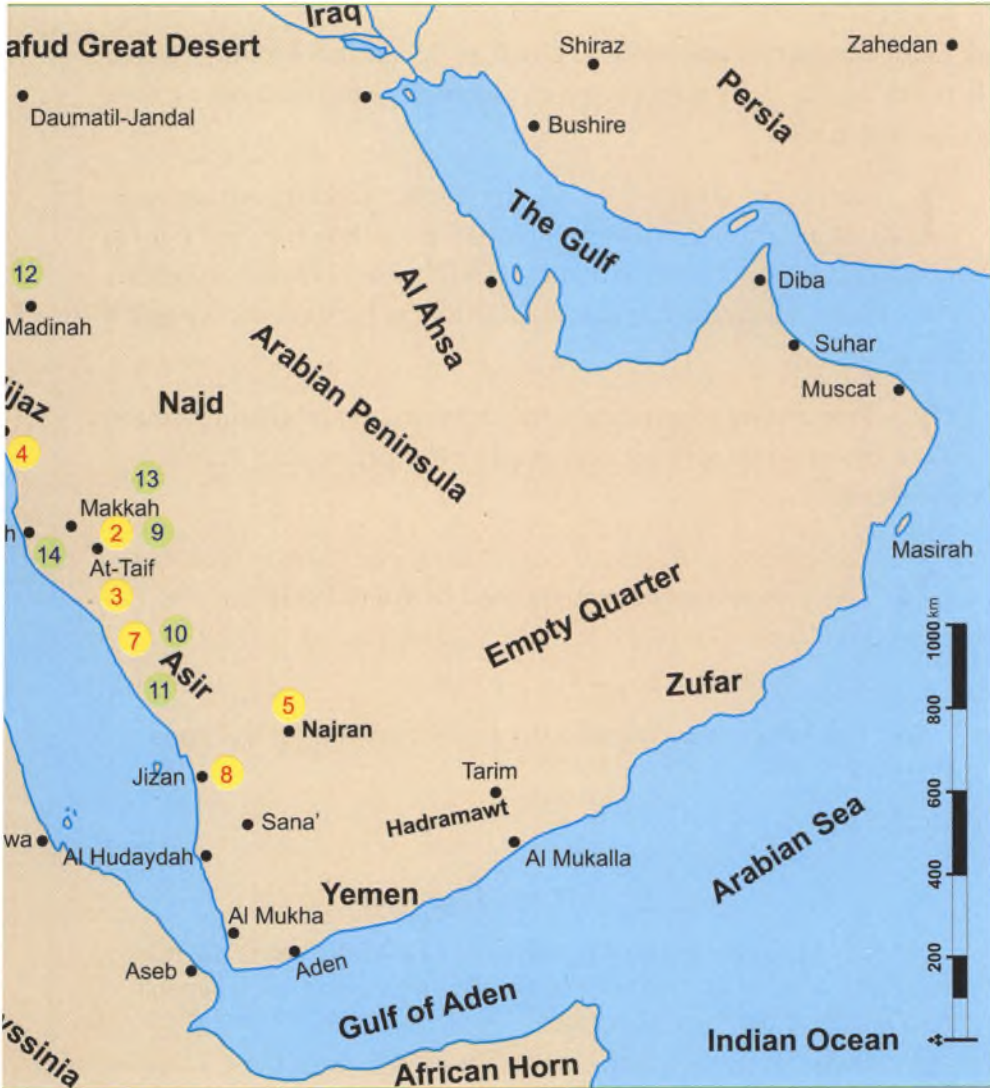 Iraq
afud Great Desert
Shiraz
Zahedan
Daumatil-Jandal
Bushire
Persia
The Gulf
12
Madinah
Al Ahsa
Diba
Suhar
Muscat
Arabian Peninsula
Najd
ijaz
4
13
Makkah
2
9
h
14
At-Taif
Masirah
3
Empty Quarter
7
10
Asir
11
Zufar
5
Najran
Jizan
8
Tarim
Sana'
Hadramawt
wa
Al Hudaydah
Al Mukalla
Arabian Sea
Yemen
Al Mukha
Aseb
Aden
Gulf of Aden
yssinia
African Horn
Indian Ocean
1000 km
800
600
400
200
0